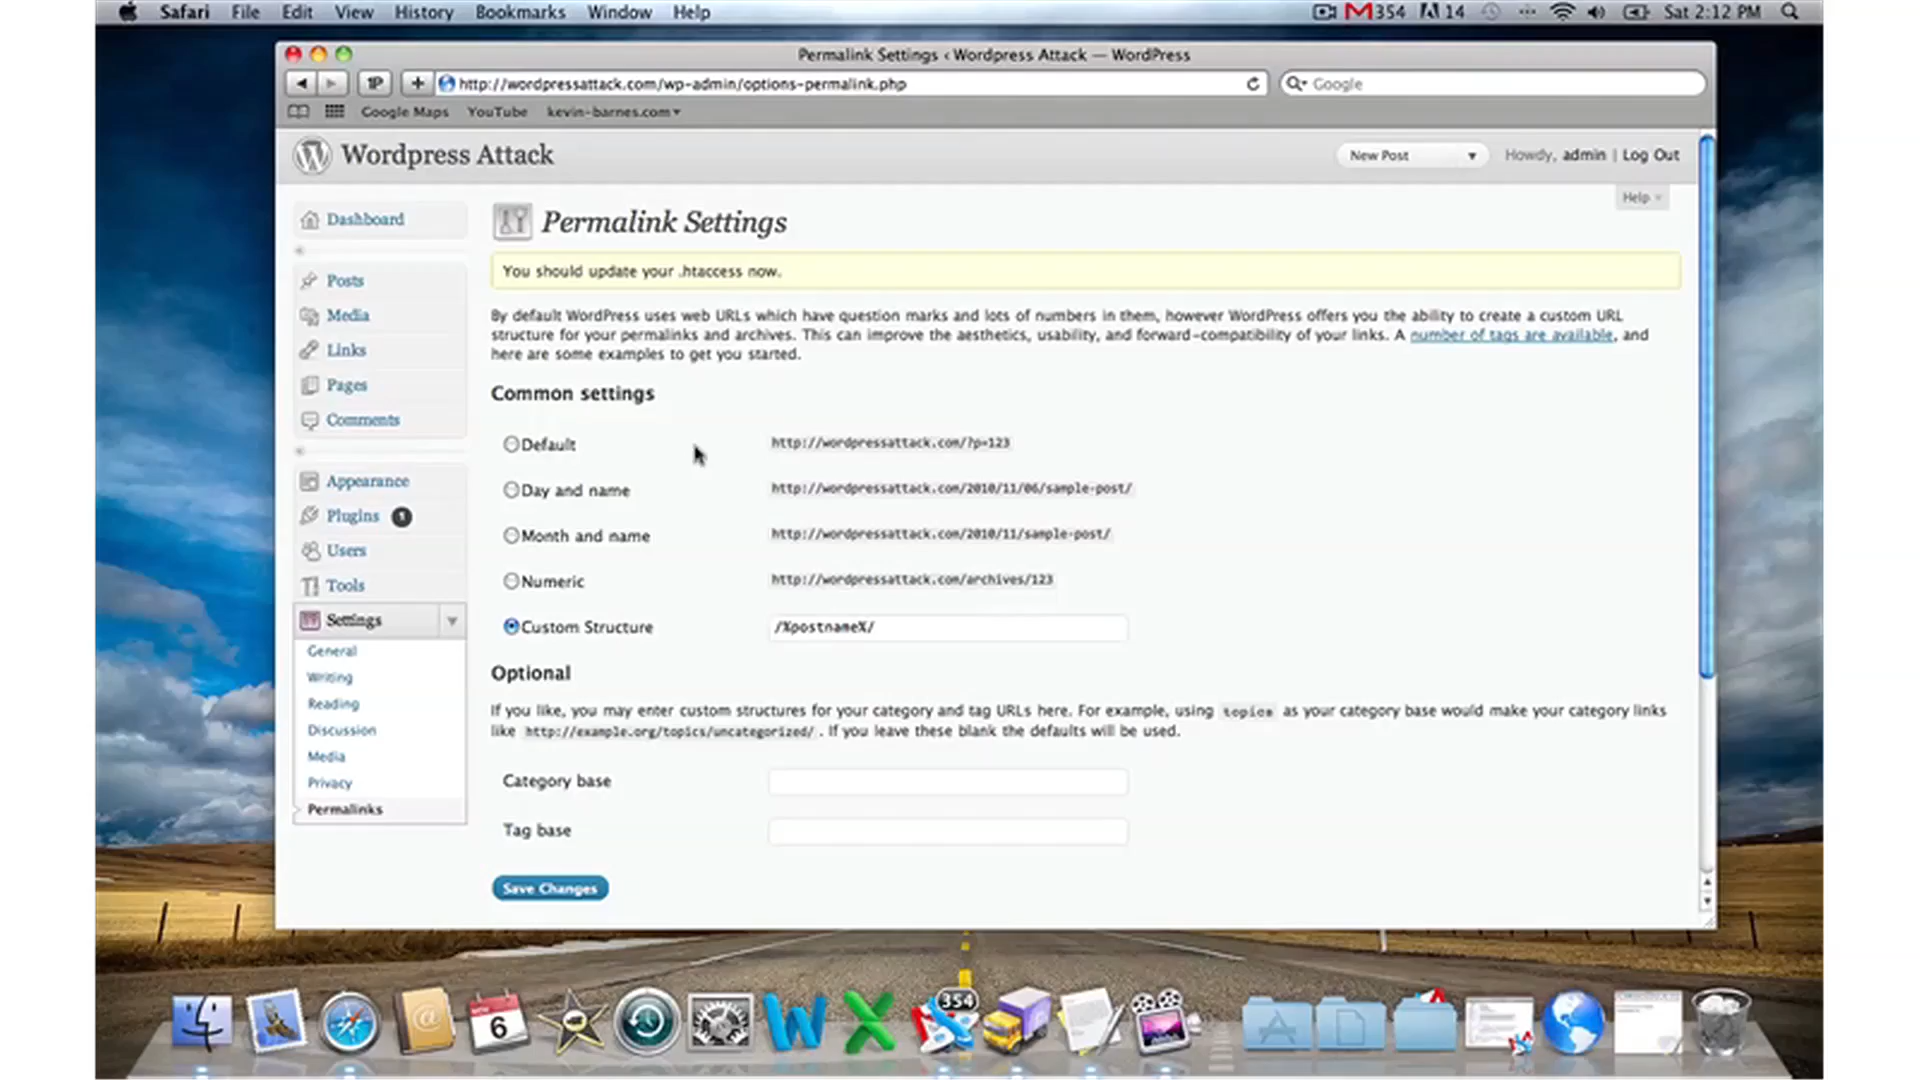 Safari File Edit View History Bookmarks Window Help
354 14 Sat 2:12 PM
Permalink Settings ‹ Wordpress Attack — WordPress
http://wordpressattack.com/wp-admin/options-permalink.php
Google
Google Maps YouTube kevin-barnes.com
Wordpress Attack
New Post
Howdy, admin | Log Out
Help
Dashboard
Posts
Media
Links
Pages
Comments
Appearance
Plugins 1
Users
Tools
Settings
General
Writing
Reading
Discussion
Media
Privacy
Permalinks
Permalink Settings
You should update your .htaccess now.
By default WordPress uses web URLs which have question marks and lots of numbers in them, however WordPress offers you the ability to create a custom URL
structure for your permalinks and archives. This can improve the aesthetics, usability, and forward-compatibility of your links. A number of tags are available, and
here are some examples to get you started.
Common settings
Default http://wordpressattack.com/?p=123
Day and name http://wordpressattack.com/2010/11/06/sample-post/
Month and name http://wordpressattack.com/2010/11/sample-post/
Numeric http://wordpressattack.com/archives/123
Custom Structure /%postname%/
Optional
If you like, you may enter custom structures for your category and tag URLs here. For example, using topics as your category base would make your category links
like http://example.org/topics/uncategorized/ . If you leave these blank the defaults will be used.
Category base
Tag base
Save Changes
NOV
6
354